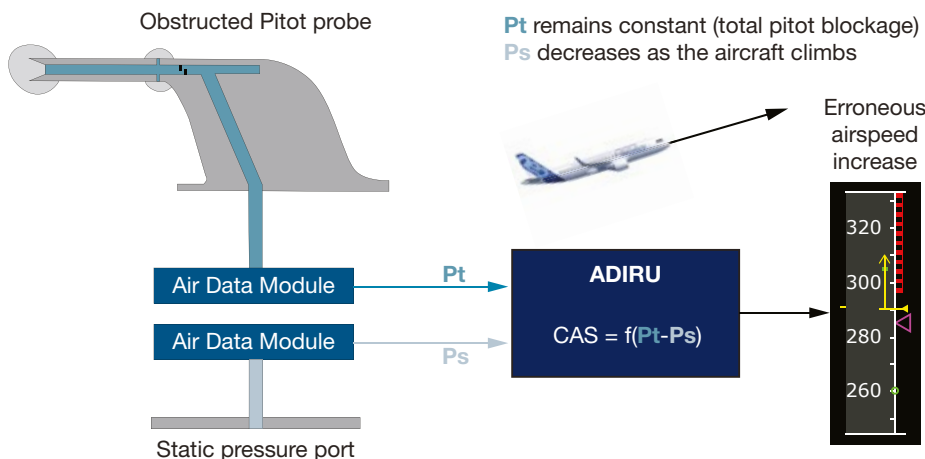 Obstructed Pitot probe
Pt remains constant (total pitot blockage)
Ps decreases as the aircraft climbs
Erroneous
airspeed
increase
Air Data Module
Pt
Air Data Module
Ps
ADIRU
CAS = f(Pt-Ps)
320
300
280
260
Static pressure port